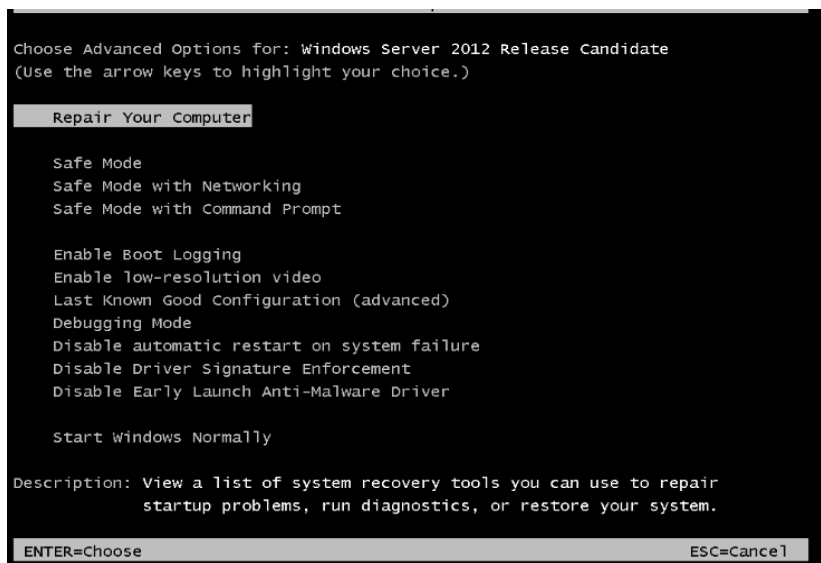 Choose Advanced Options for: Windows Server 2012 Release Candidate
(Use the arrow keys to highlight your choice.)
Repair Your Computer
Safe Mode
Safe Mode with Networking
Safe Mode with Command Prompt
Enable Boot Logging
Enable low-resolution video
Last Known Good Configuration (advanced)
Debugging Mode
Disable automatic restart on system failure
Disable Driver Signature Enforcement
Disable Early Launch Anti-Malware Driver
Start Windows Normally
Description: View a list of system recovery tools you can use to repair
startup problems, run diagnostics, or restore your system.
ENTER=Choose ESC=Cancel